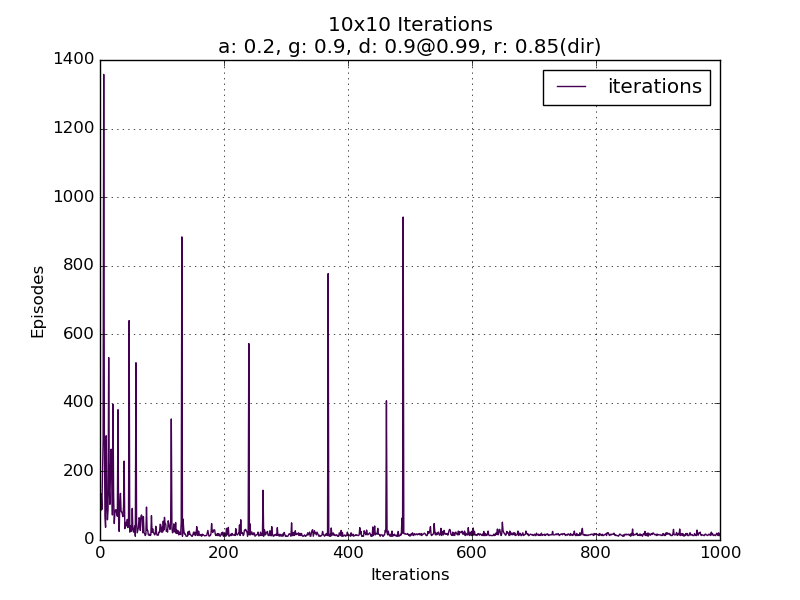 10x10 Iterations
a: 0.2, g: 0.9, d: 0.9@0.99, r: 0.85(dir)
iterations
1400
1200
1000
800
600
400
200
0
Episodes
0 200 400 600 800 1000
Iterations